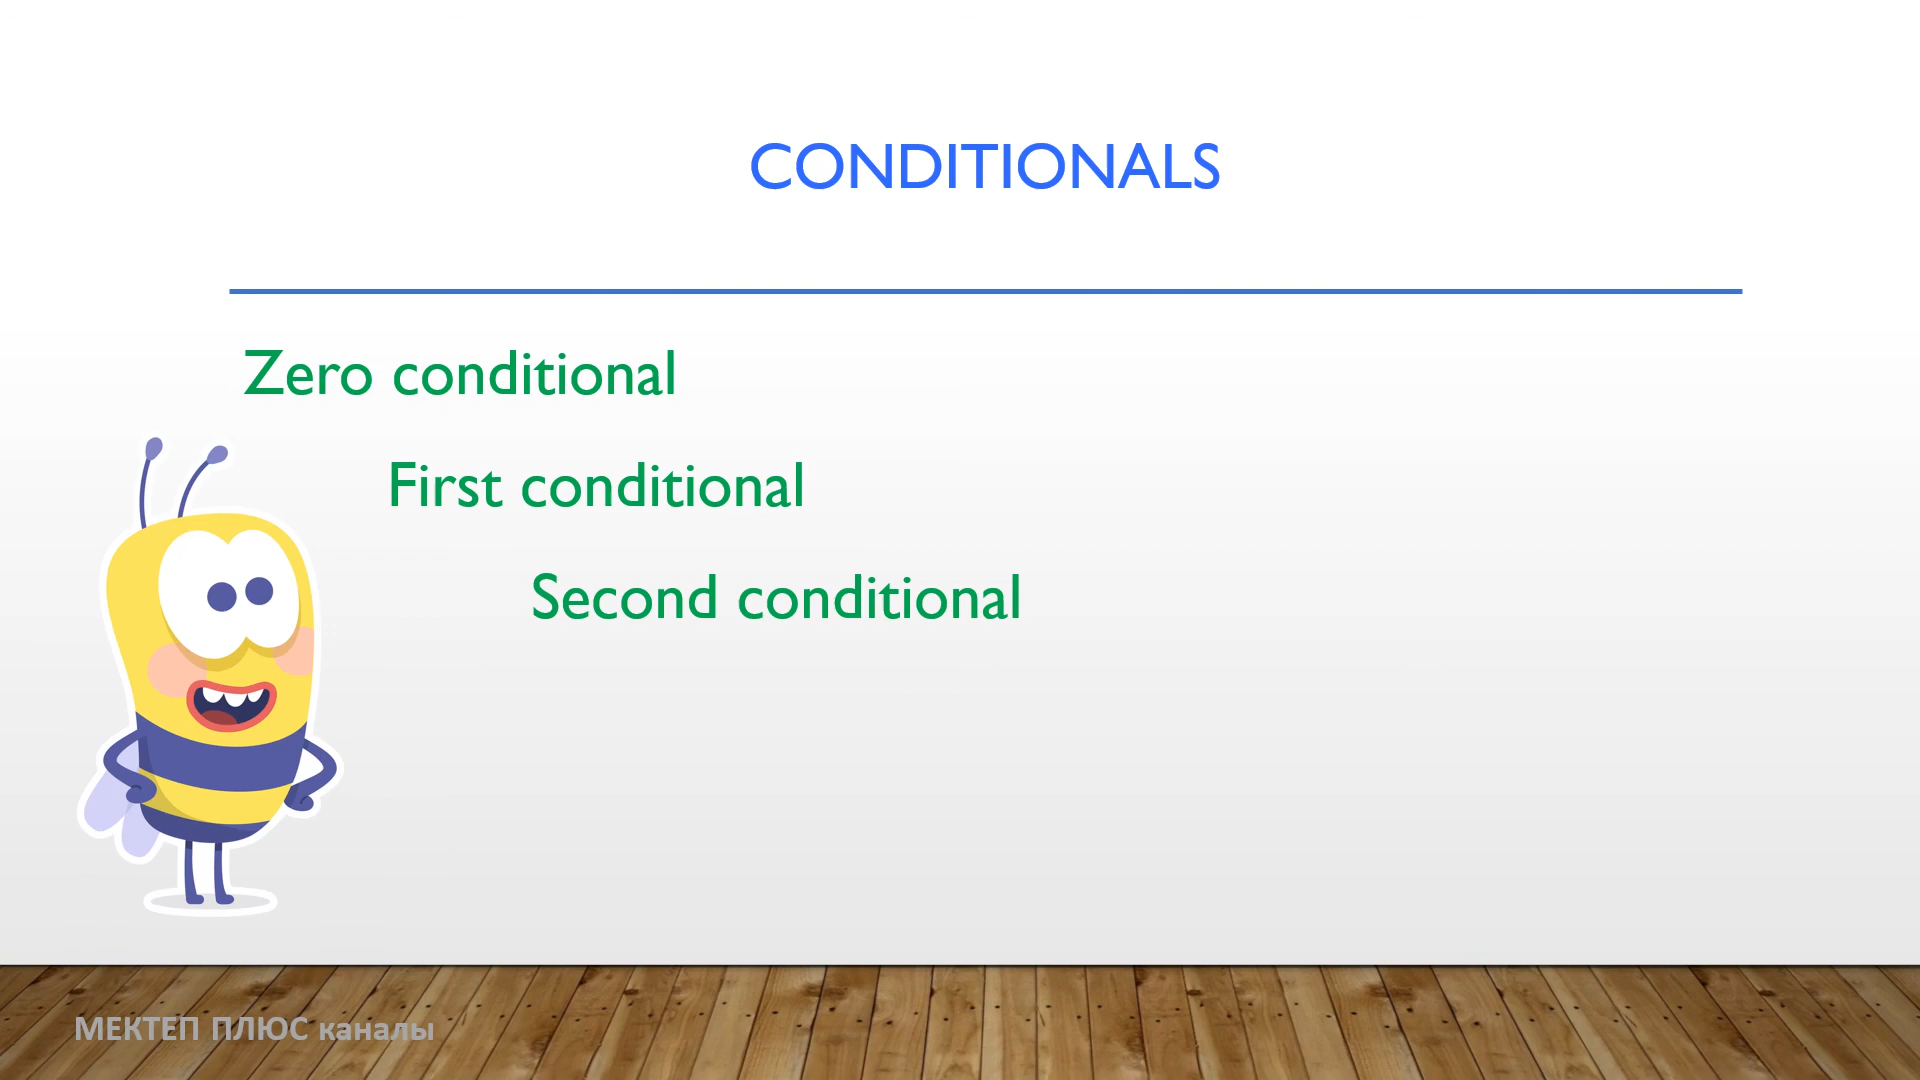 CONDITIONALS
Zero conditional
First conditional
Second conditional
МЕКТЕП ПЛЮС каналы